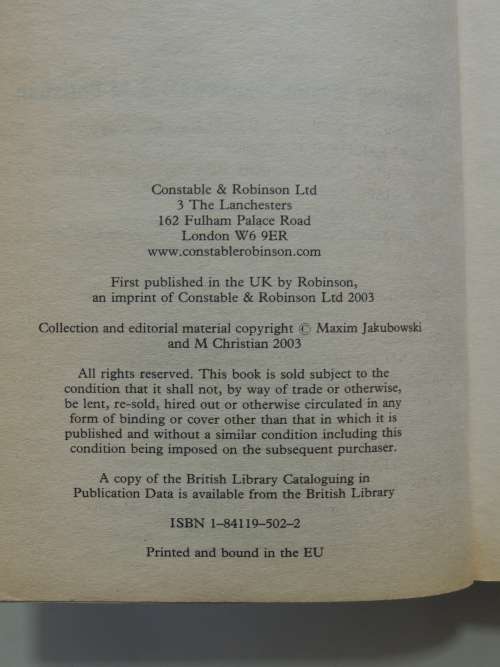 Constable & Robinson Ltd
3 The Lanchesters
162 Fulham Palace Road
London W6 9ER
www.constablerobinson.com
First published in the UK by Robinson,
an imprint of Constable & Robinson Ltd 2003
Collection and editorial material copyright © Maxim Jakubowski
and M Christian 2003
All rights reserved. This book is sold subject to the
condition that it shall not, by way of trade or otherwise,
be lent, re-sold, hired out or otherwise circulated in any
form of binding or cover other than that in which it is
published and without a similar condition including this
condition being imposed on the subsequent purchaser.
A copy of the British Library Cataloguing in
Publication Data is available from the British Library
ISBN 1–84119–502–2
Printed and bound in the EU